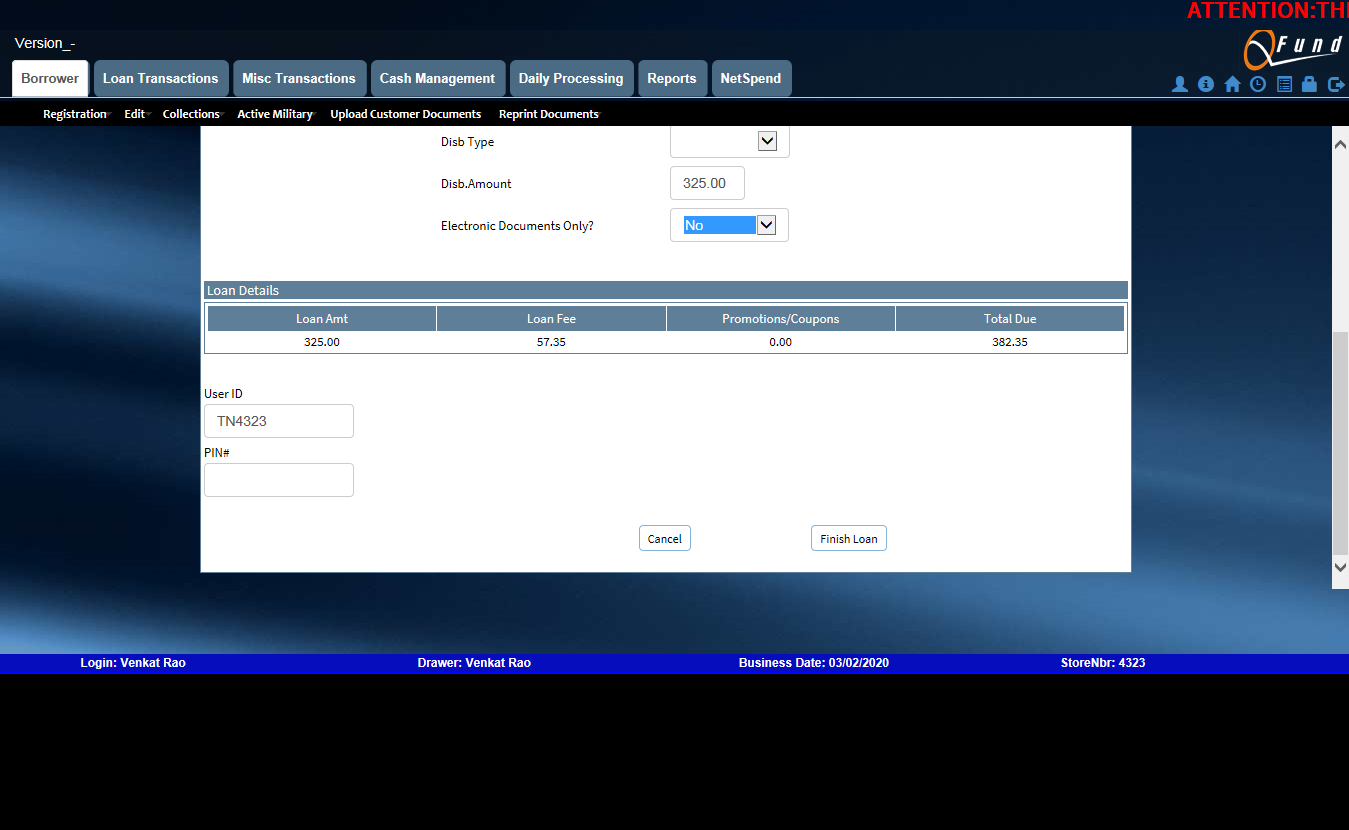 ATTENTION:TH
Version_-
QFund
Borrower Loan Transactions Misc Transactions Cash Management Daily Processing Reports NetSpend
Registration Edit Collections Active Military Upload Customer Documents Reprint Documents
Disb Type
Disb.Amount 325.00
Electronic Documents Only? No
Loan Details
Loan Amt Loan Fee Promotions/Coupons Total Due
325.00 57.35 0.00 382.35
User ID
TN4323
PIN#
Cancel Finish Loan
Login: Venkat Rao Drawer: Venkat Rao Business Date: 03/02/2020 StoreNbr: 4323